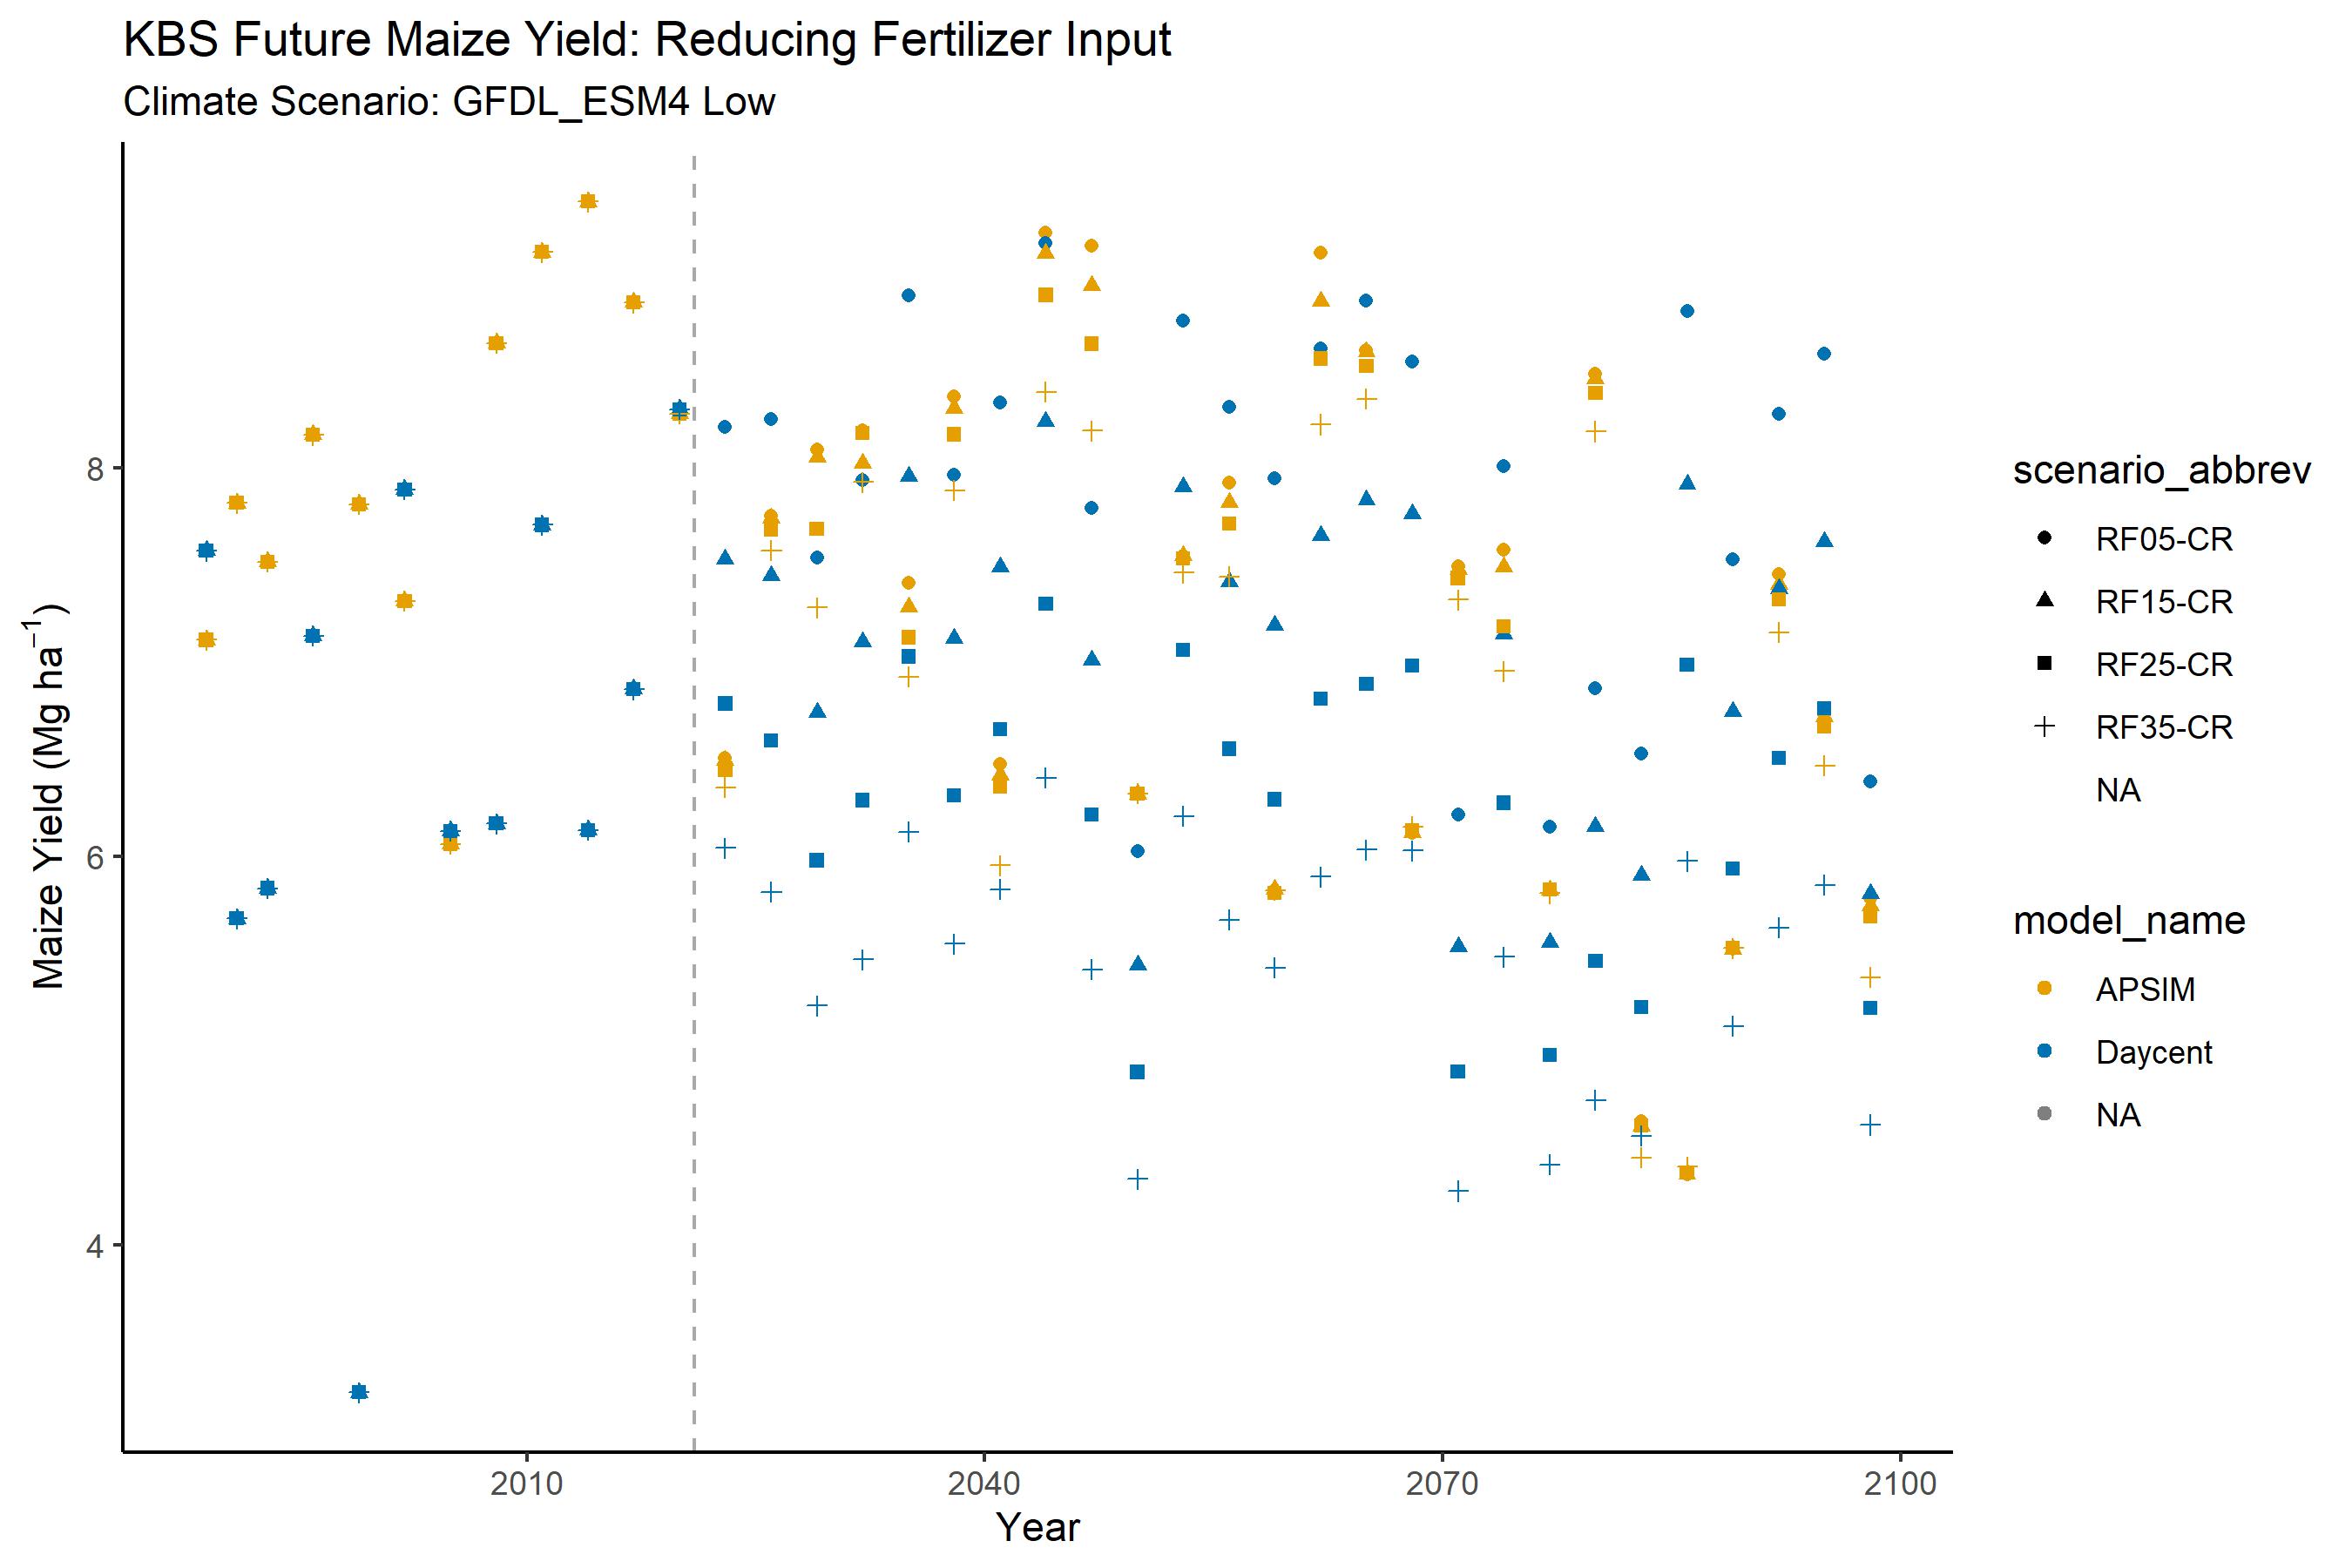 KBS Future Maize Yield: Reducing Fertilizer Input
Climate Scenario: GFDL_ESM4 Low
Maize Yield (Mg ha⁻¹)
8
6
4
2010
2040
2070
2100
Year
scenario_abbrev
RF05-CR
RF15-CR
RF25-CR
RF35-CR
NA
model_name
APSIM
Daycent
NA